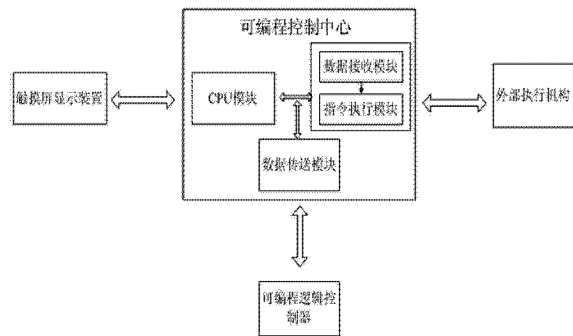 可编程控制中心
数据接收模块
触摸屏显示装置
CPU模块
外部执行机构
指令执行模块
数据传送模块
可编程逻辑控
制器